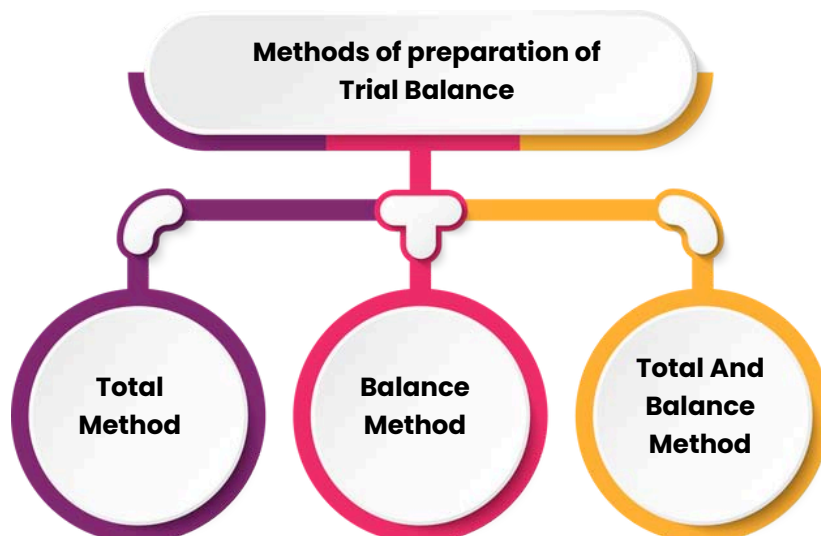 Methods of preparation of
Trial Balance
Total
Method
Balance
Method
Total And
Balance
Method